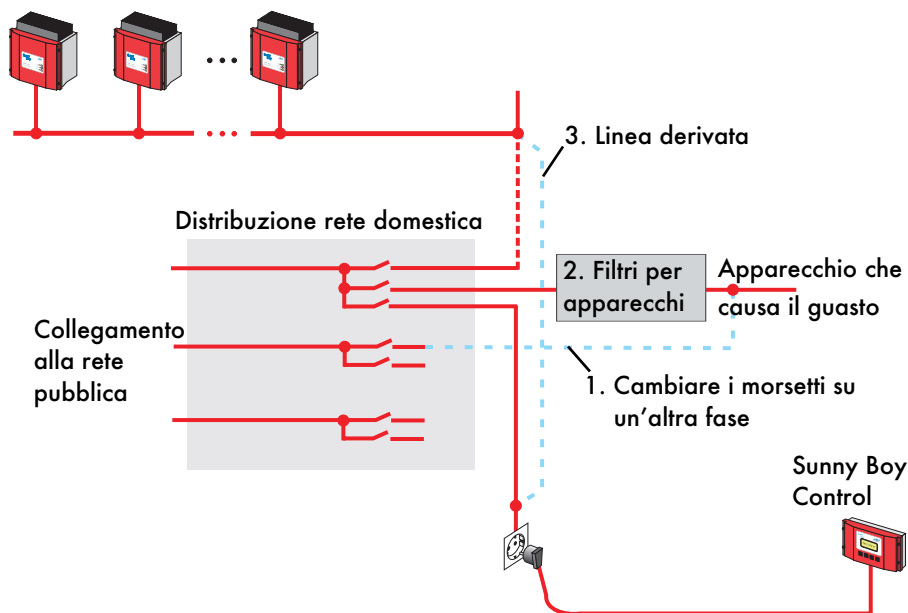 3. Linea derivata
Distribuzione rete domestica
2. Filtri per
apparecchi
Apparecchio che
causa il guasto
Collegamento
alla rete
pubblica
1. Cambiare i morsetti su
un’altra fase
Sunny Boy
Control